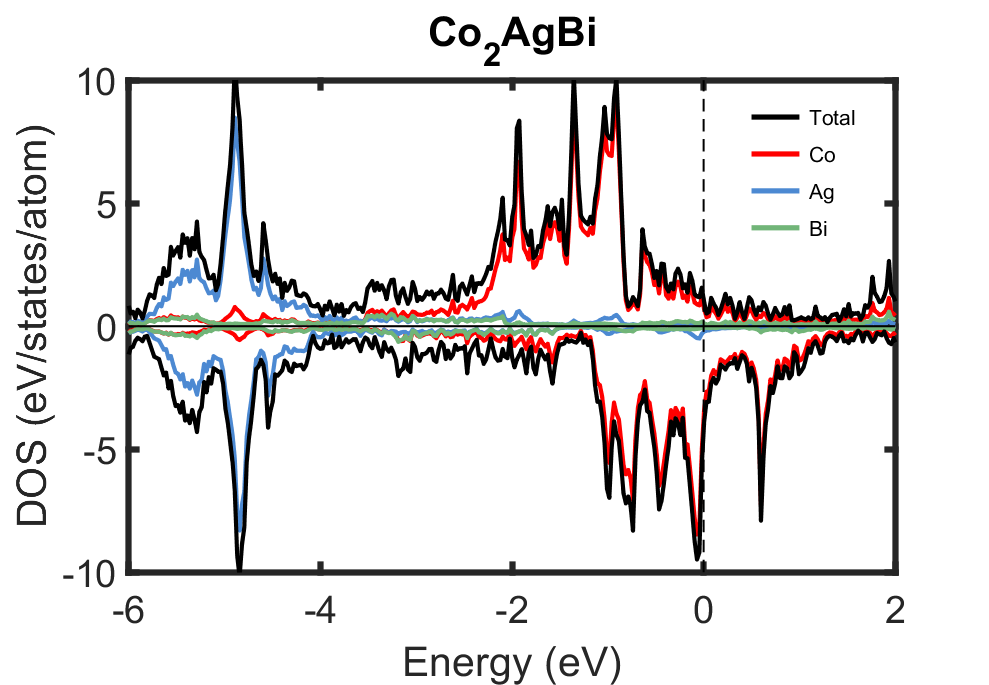 Co₂AgBi
DOS (eV/states/atom)
10
5
0
-5
-10
Total
Co
Ag
Bi
-6 -4 -2 0 2
Energy (eV)